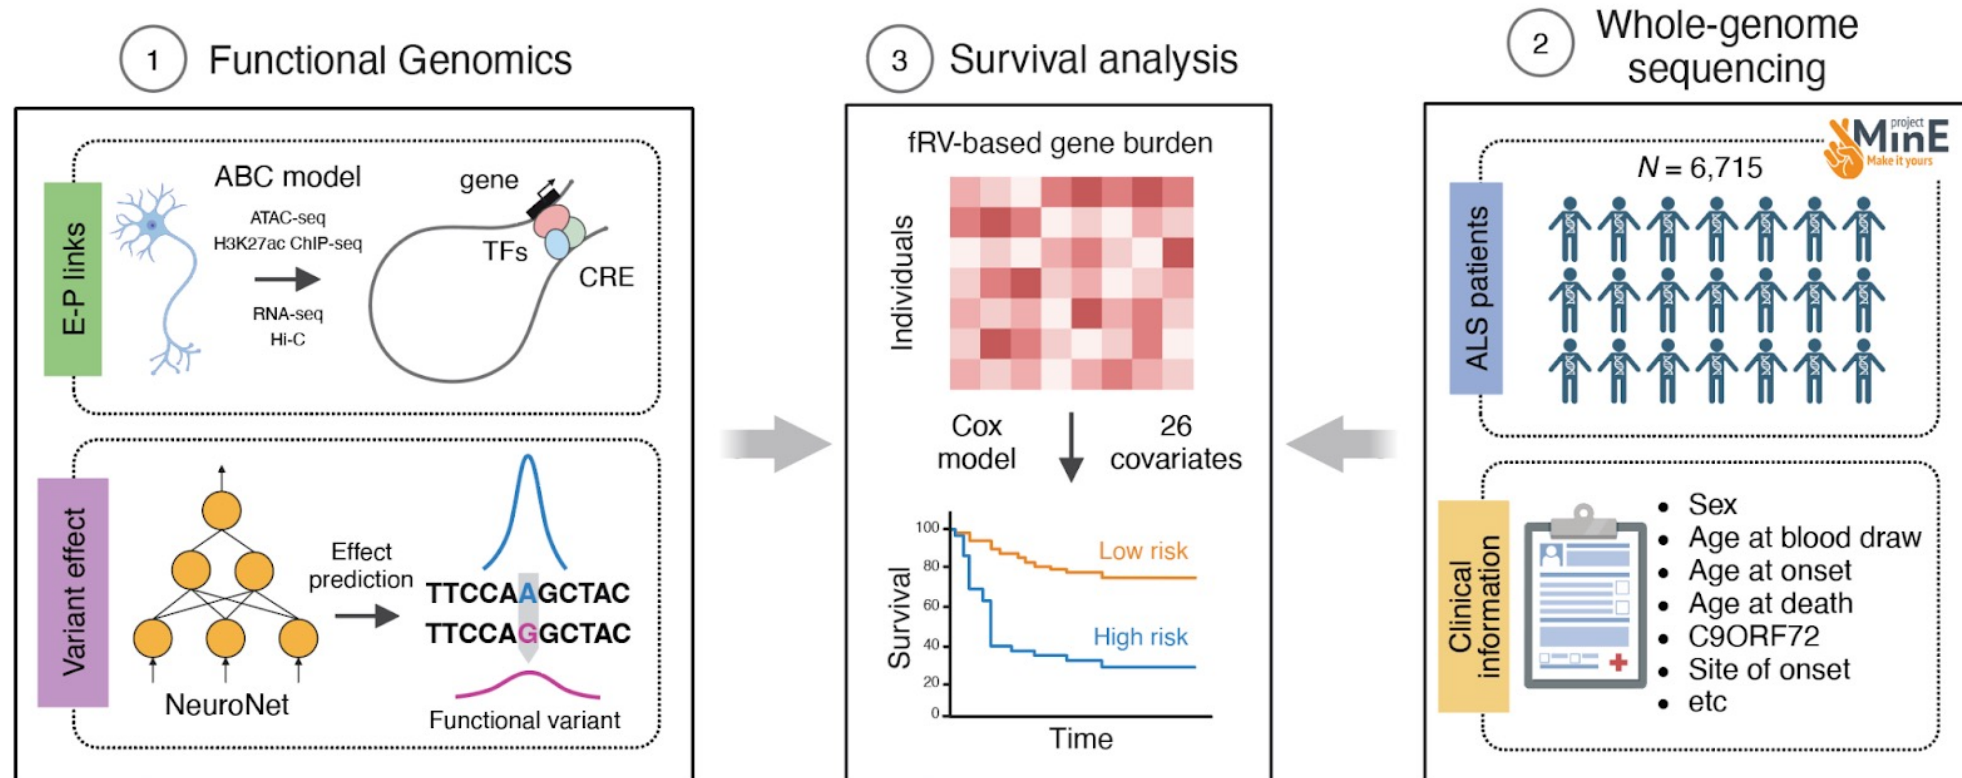 1 Functional Genomics
E-P links
ABC model
ATAC-seq
H3K27ac ChIP-seq
RNA-seq
Hi-C
gene
TFs
CRE
Variant effect
NeuroNet
Effect
prediction
TTCCAAGCTAC
TTCCAGGCTAC
Functional variant
3 Survival analysis
fRV-based gene burden
Individuals
Cox
model
26
covariates
Survival
100
80
60
40
20
0
Low risk
High risk
Time
2 Whole-genome
sequencing
project
MinE
Make it yours
N = 6,715
ALS patients
Clinical
information
• Sex
• Age at blood draw
• Age at onset
• Age at death
• C9ORF72
• Site of onset
• etc